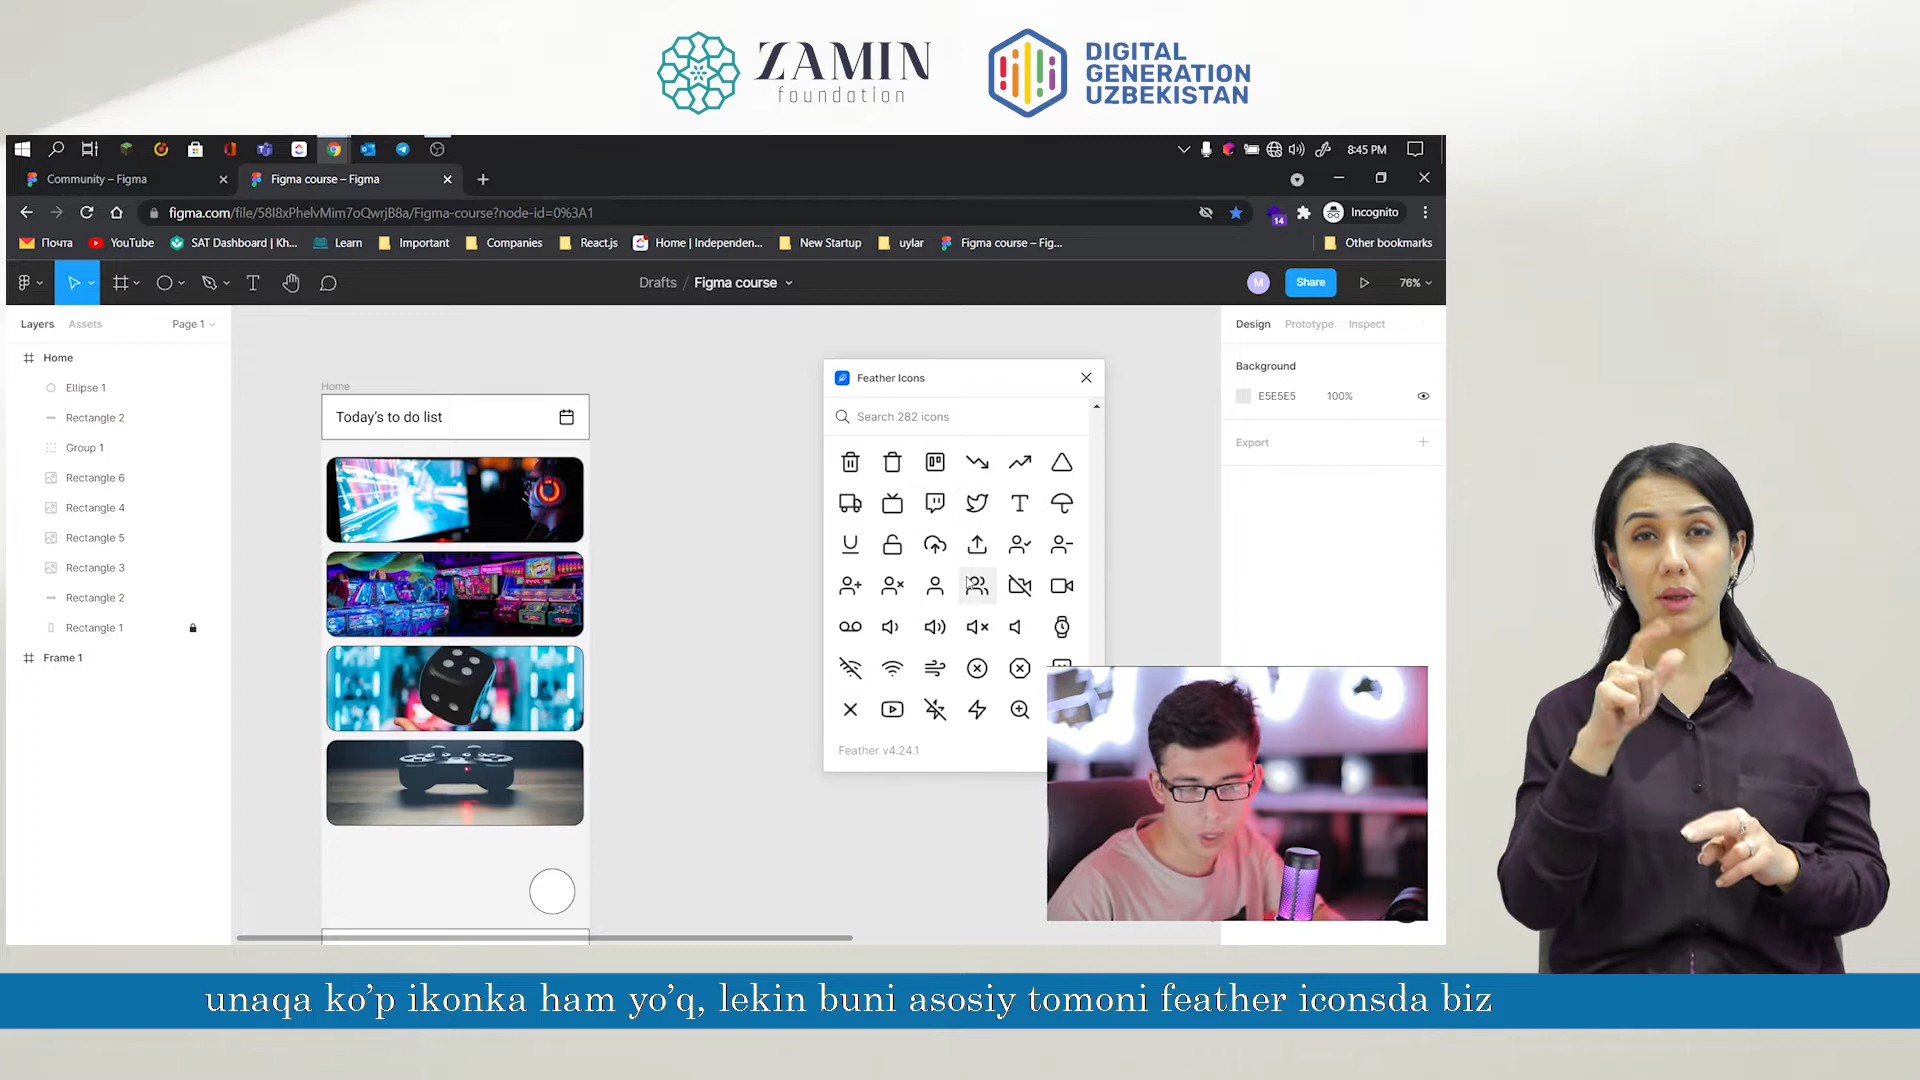 ZAMIN
foundation
DIGITAL
GENERATION
UZBEKISTAN
8:45 PM
Community – Figma
Figma course – Figma
figma.com/file/58I8xPhelvMim7oQwrjB8a/Figma-course?node-id=0%3A1
14
Incognito
Почта
YouTube
SAT Dashboard | Kh...
Learn
Important
Companies
React.js
Home | Independen...
New Startup
uylar
Figma course – Fig...
Other bookmarks
Drafts / Figma course
M
Share
76%
Layers
Assets
Page 1
Home
Ellipse 1
Rectangle 2
Group 1
Rectangle 6
Rectangle 4
Rectangle 5
Rectangle 3
Rectangle 2
Rectangle 1
Frame 1
Home
Today's to do list
Feather Icons
Search 282 icons
Feather v4.24.1
Design
Prototype
Inspect
Background
E5E5E5
100%
Export
unaqa ko’p ikonka ham yo’q, lekin buni asosiy tomoni feather iconsda biz